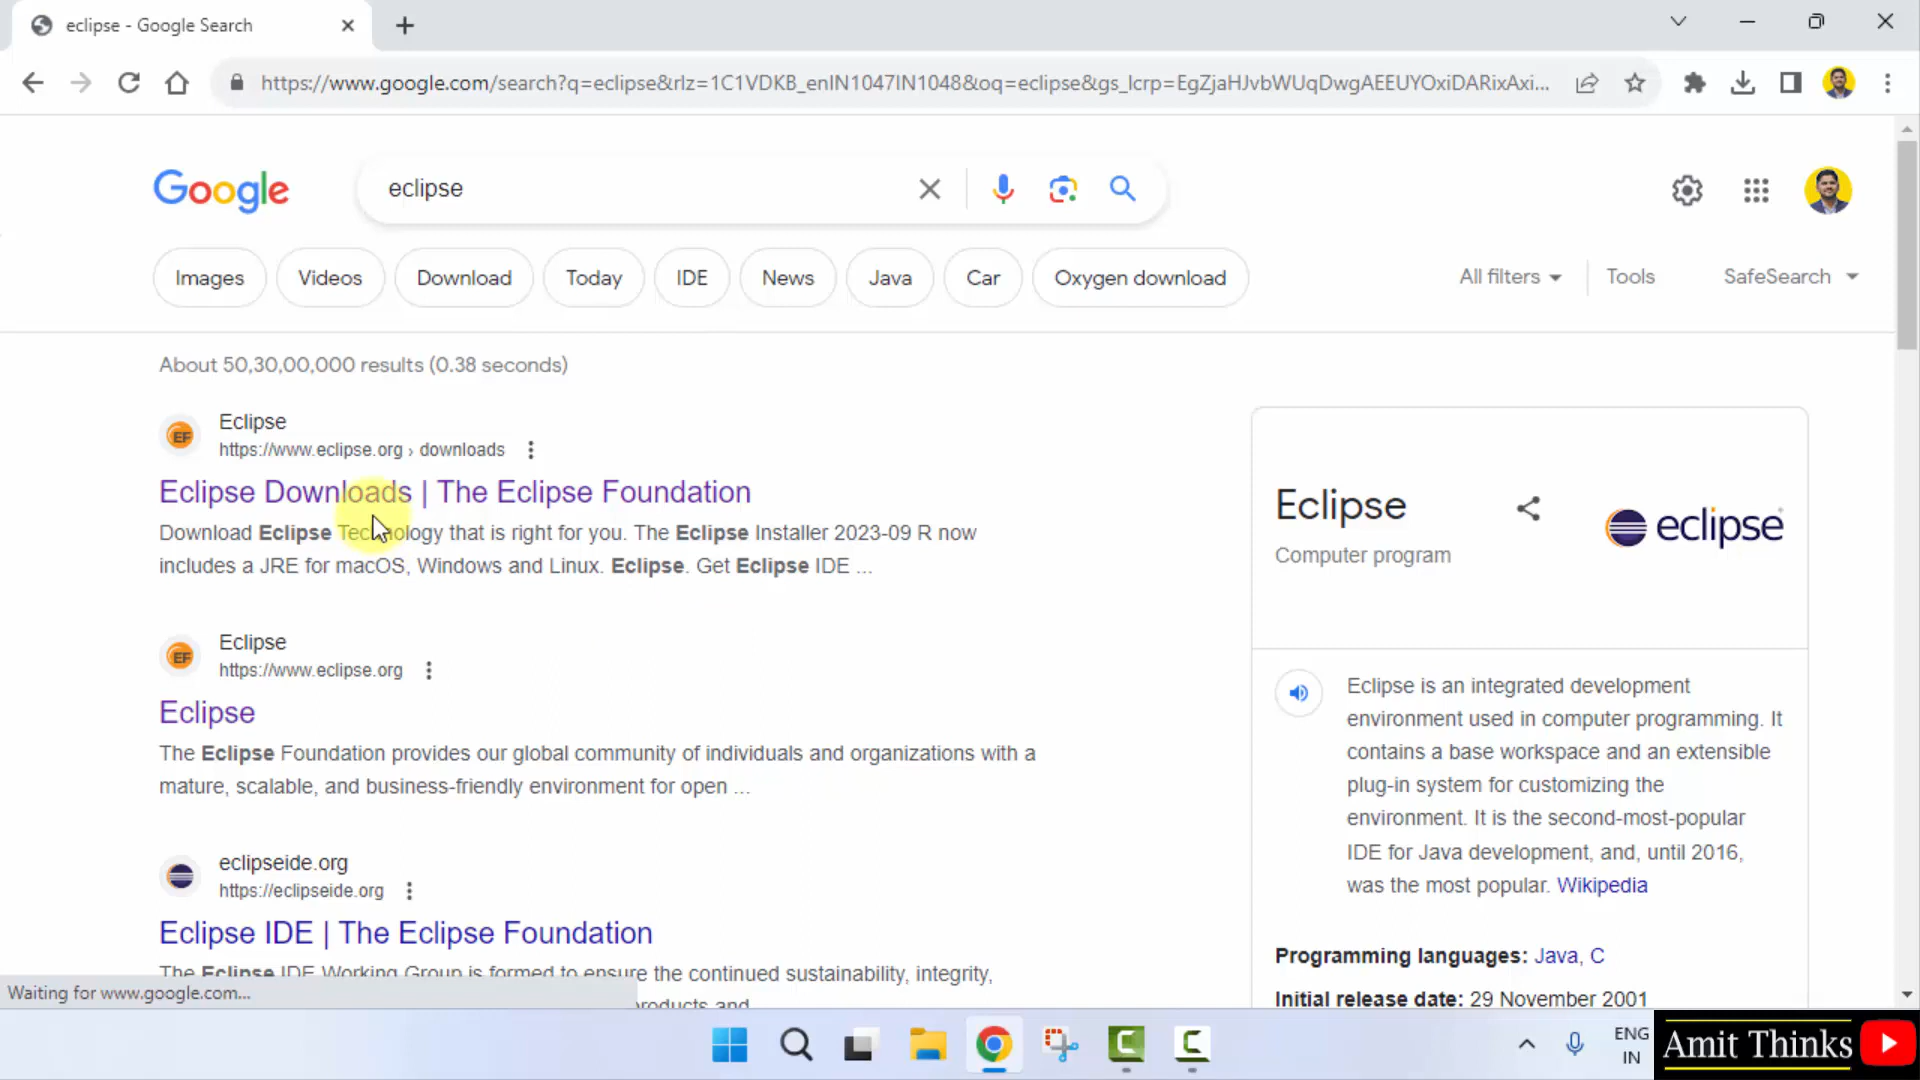 eclipse - Google Search
https://www.google.com/search?q=eclipse&rlz=1C1VDKB_enIN1047IN1048&oq=eclipse&gs_lcrp=EgZjaHJvbWUqDwgAEEUYOxiDARixAxi...
Google
eclipse
Images Videos Download Today IDE News Java Car Oxygen download All filters Tools SafeSearch
About 50,30,00,000 results (0.38 seconds)
EF Eclipse
https://www.eclipse.org › downloads
Eclipse Downloads | The Eclipse Foundation
Download Eclipse Technology that is right for you. The Eclipse Installer 2023-09 R now
includes a JRE for macOS, Windows and Linux. Eclipse. Get Eclipse IDE ...
EF Eclipse
https://www.eclipse.org
Eclipse
The Eclipse Foundation provides our global community of individuals and organizations with a
mature, scalable, and business-friendly environment for open ...
eclipseide.org
https://eclipseide.org
Eclipse IDE | The Eclipse Foundation
The Eclipse IDE Working Group is formed to ensure the continued sustainability, integrity,
products and
Waiting for www.google.com...
Eclipse
Computer program
eclipse
Eclipse is an integrated development
environment used in computer programming. It
contains a base workspace and an extensible
plug-in system for customizing the
environment. It is the second-most-popular
IDE for Java development, and, until 2016,
was the most popular. Wikipedia
Programming languages: Java, C
Initial release date: 29 November 2001
ENG
IN
Amit Thinks